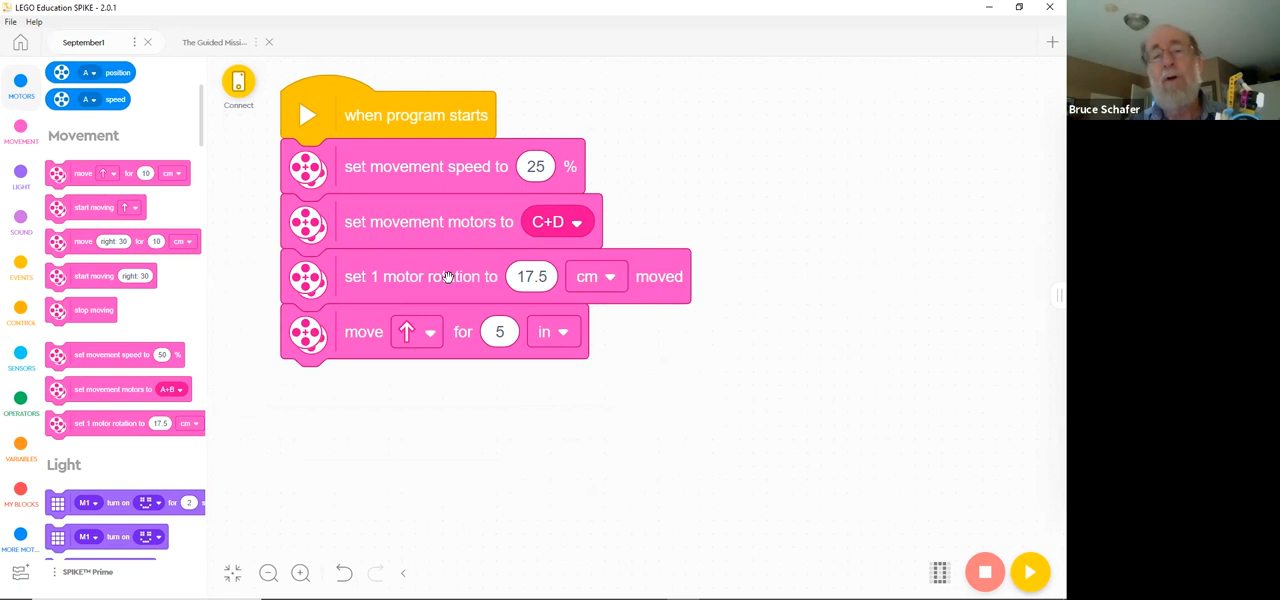 LEGO Education SPIKE - 2.0.1
File Help
September1
The Guided Missi...
MOTORS
MOVEMENT
LIGHT
SOUND
EVENTS
CONTROL
SENSORS
OPERATORS
VARIABLES
MY BLOCKS
MORE MOT...
A position
A speed
Movement
move for 10 cm
start moving
move right: 30 for 10 cm
start moving right: 30
stop moving
set movement speed to 50 %
set movement motors to A+B
set 1 motor rotation to 17.5 cm
Light
M1 turn on for 2 s
M1 turn on
SPIKE™ Prime
Connect
when program starts
set movement speed to 25 %
set movement motors to C+D
set 1 motor rotation to 17.5 cm moved
move for 5 in
Bruce Schafer